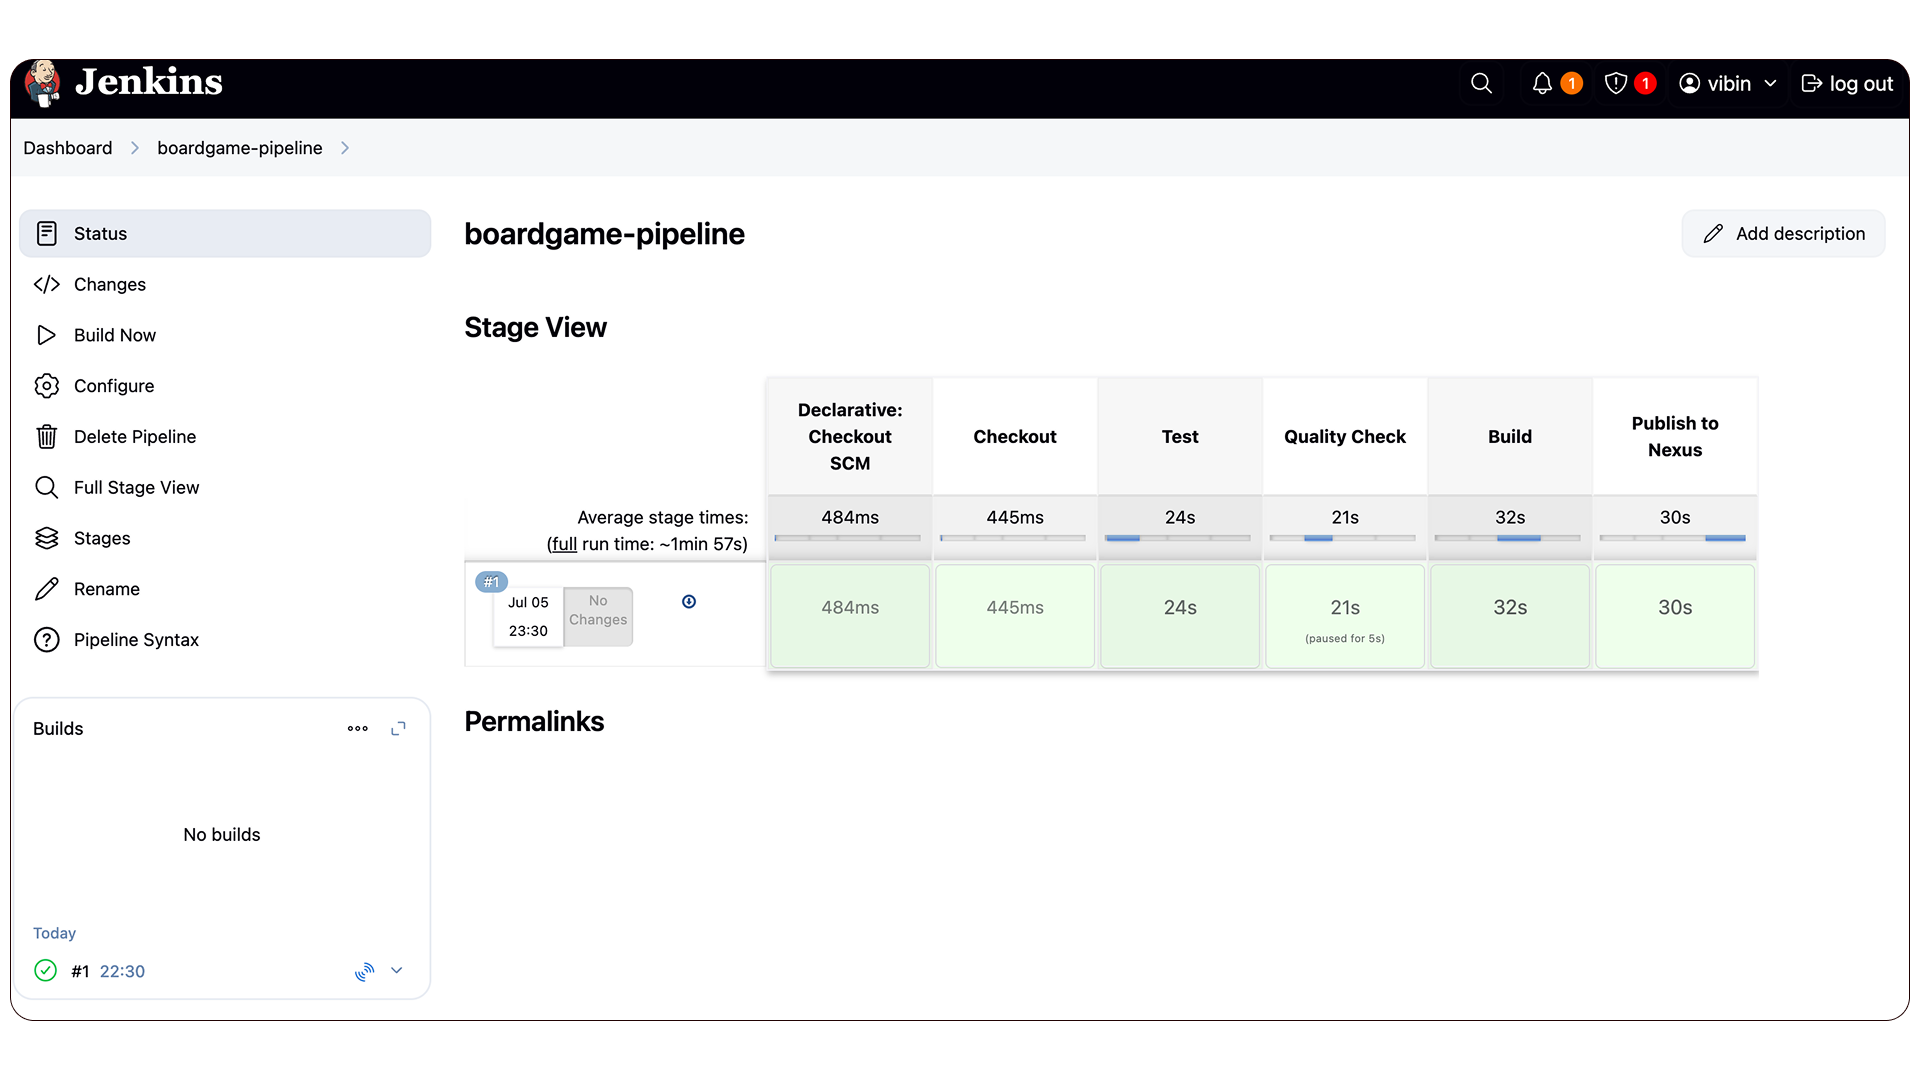 Jenkins
1
1
vibin
log out
Dashboard
boardgame-pipeline
Status
Changes
Build Now
Configure
Delete Pipeline
Full Stage View
Stages
Rename
Pipeline Syntax
Builds
No builds
Today
#1 22:30
boardgame-pipeline
Add description
Stage View
Declarative:
Checkout
SCM
Checkout
Test
Quality Check
Build
Publish to
Nexus
Average stage times:
(full run time: ~1min 57s)
484ms
445ms
24s
21s
32s
30s
#1
Jul 05
23:30
No
Changes
484ms
445ms
24s
21s
(paused for 5s)
32s
30s
Permalinks